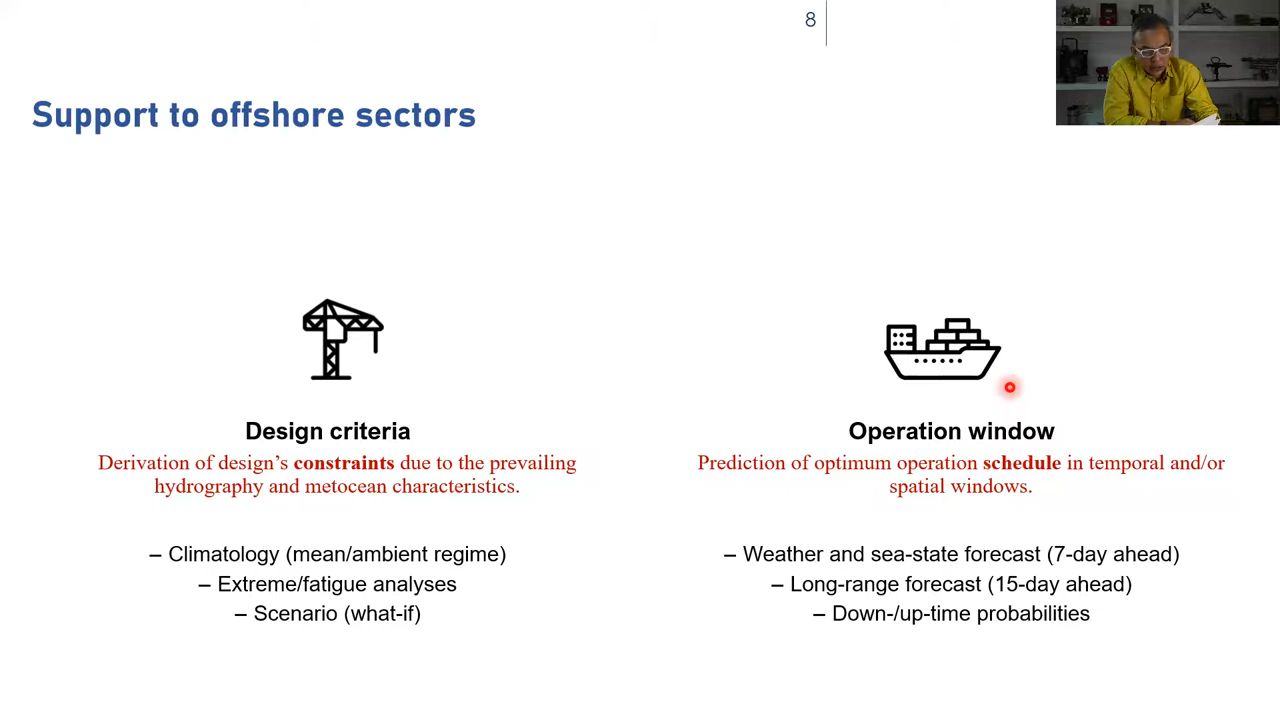 8
Support to offshore sectors
Design criteria
Derivation of design's constraints due to the prevailing
hydrography and metocean characteristics.
– Climatology (mean/ambient regime)
– Extreme/fatigue analyses
– Scenario (what-if)
Operation window
Prediction of optimum operation schedule in temporal and/or
spatial windows.
– Weather and sea-state forecast (7-day ahead)
– Long-range forecast (15-day ahead)
– Down-/up-time probabilities